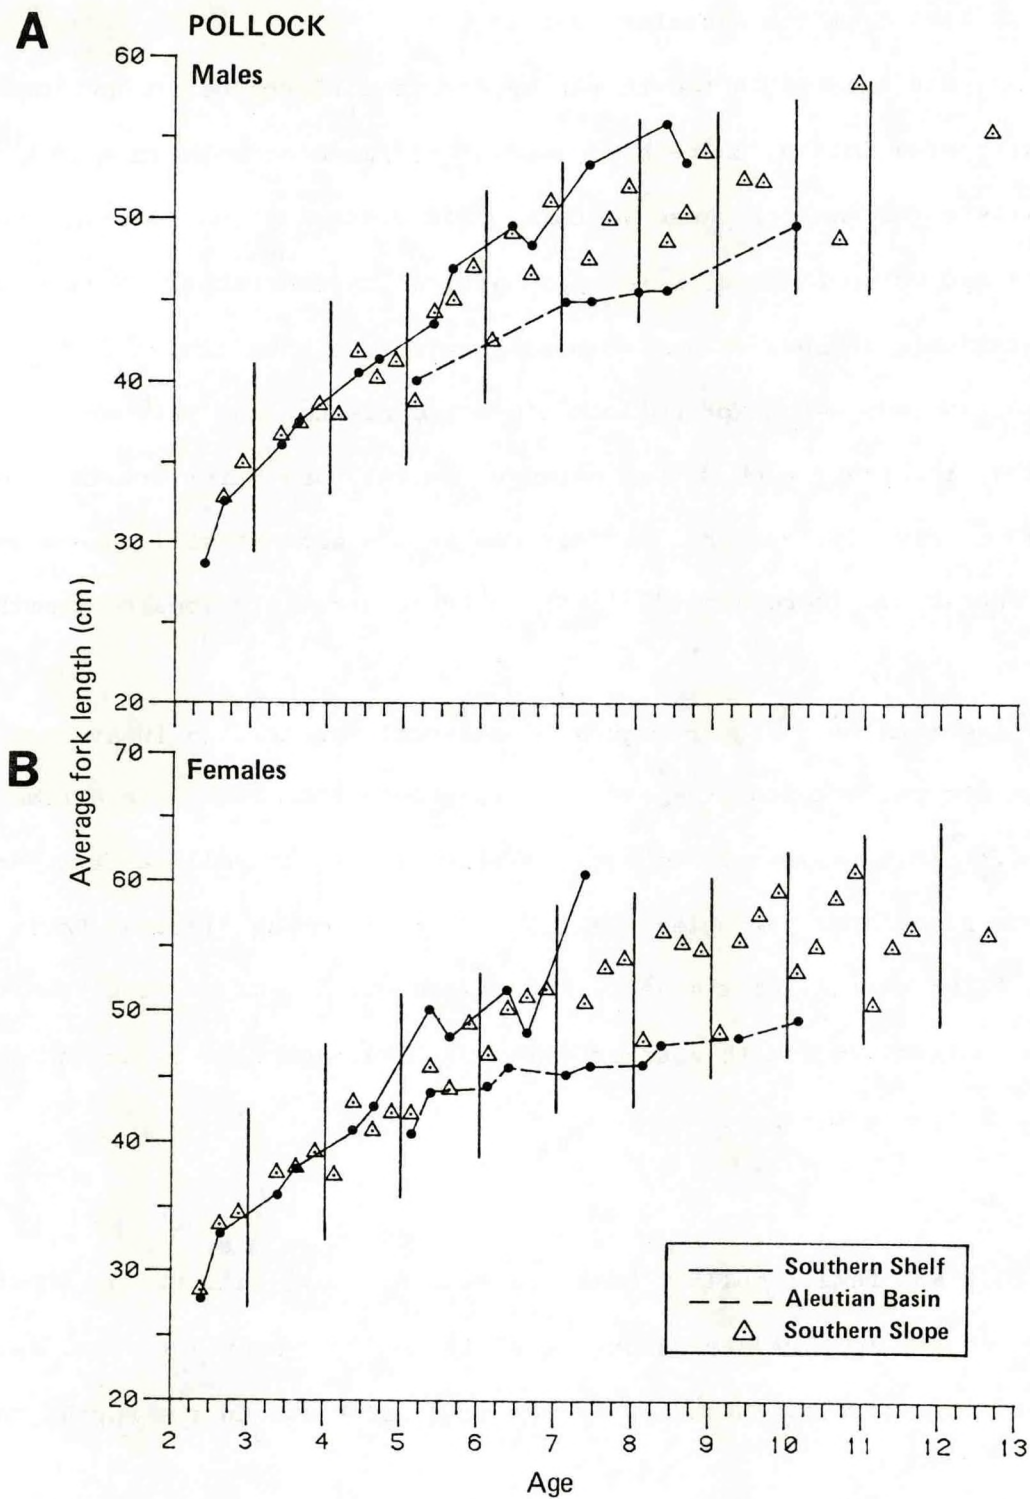 A
POLLOCK
Males
60
50
40
30
20
Average fork length (cm)
B
Females
70
60
50
40
30
20
Southern Shelf
Aleutian Basin
Southern Slope
2 3 4 5 6 7 8 9 10 11 12 13
Age